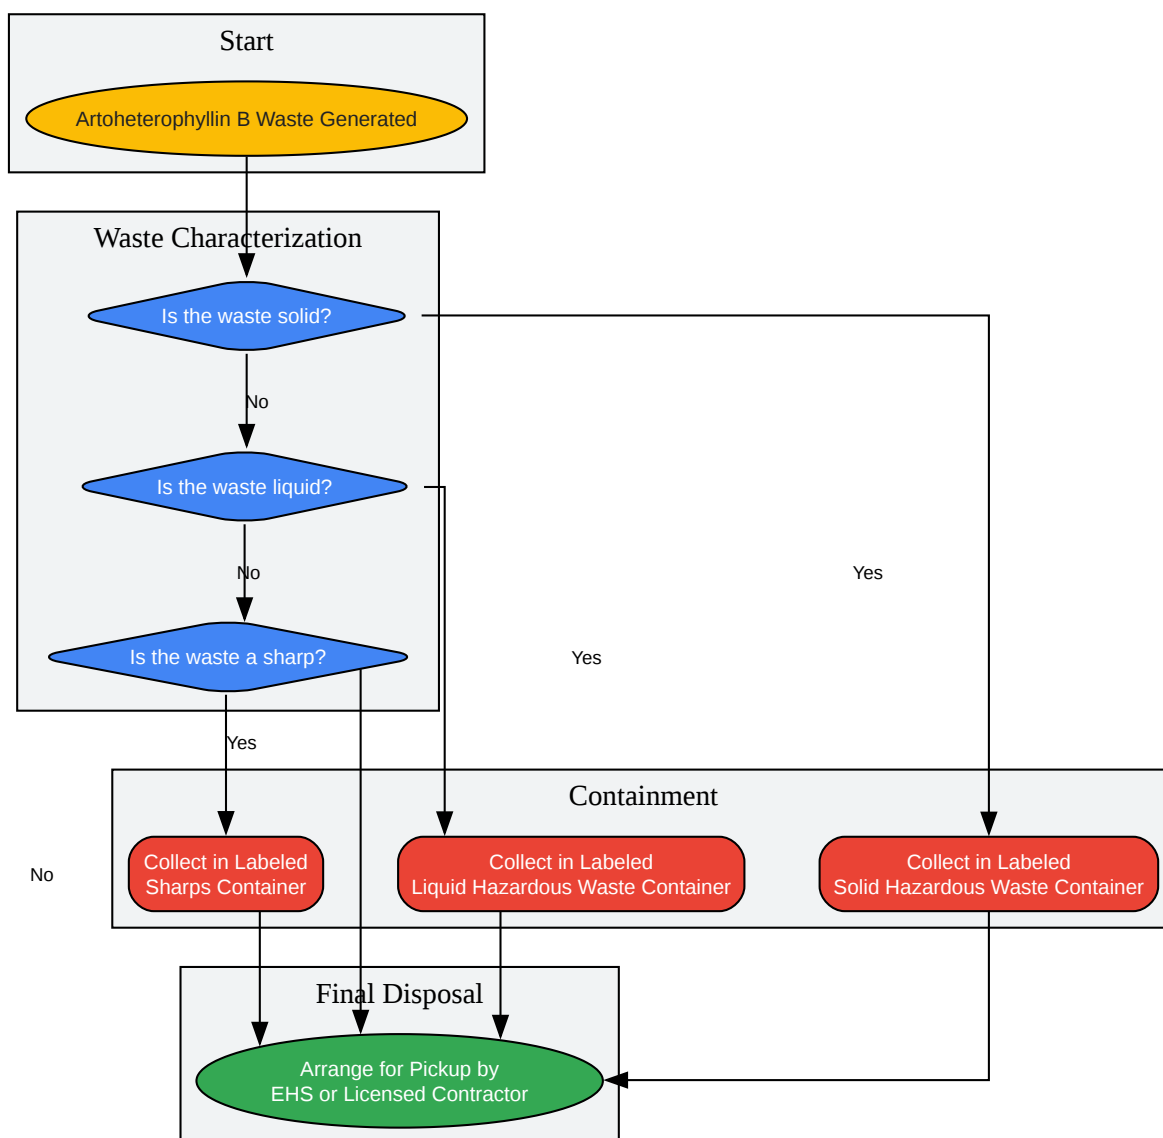 Start
Artoheterophyllin B Waste Generated
Waste Characterization
Is the waste solid?
No
Is the waste liquid?
No
Yes
Is the waste a sharp?
Yes
Yes
Containment
Collect in Labeled
Sharps Container
Collect in Labeled
Liquid Hazardous Waste Container
Collect in Labeled
Solid Hazardous Waste Container
No
Final Disposal
Arrange for Pickup by
EHS or Licensed Contractor